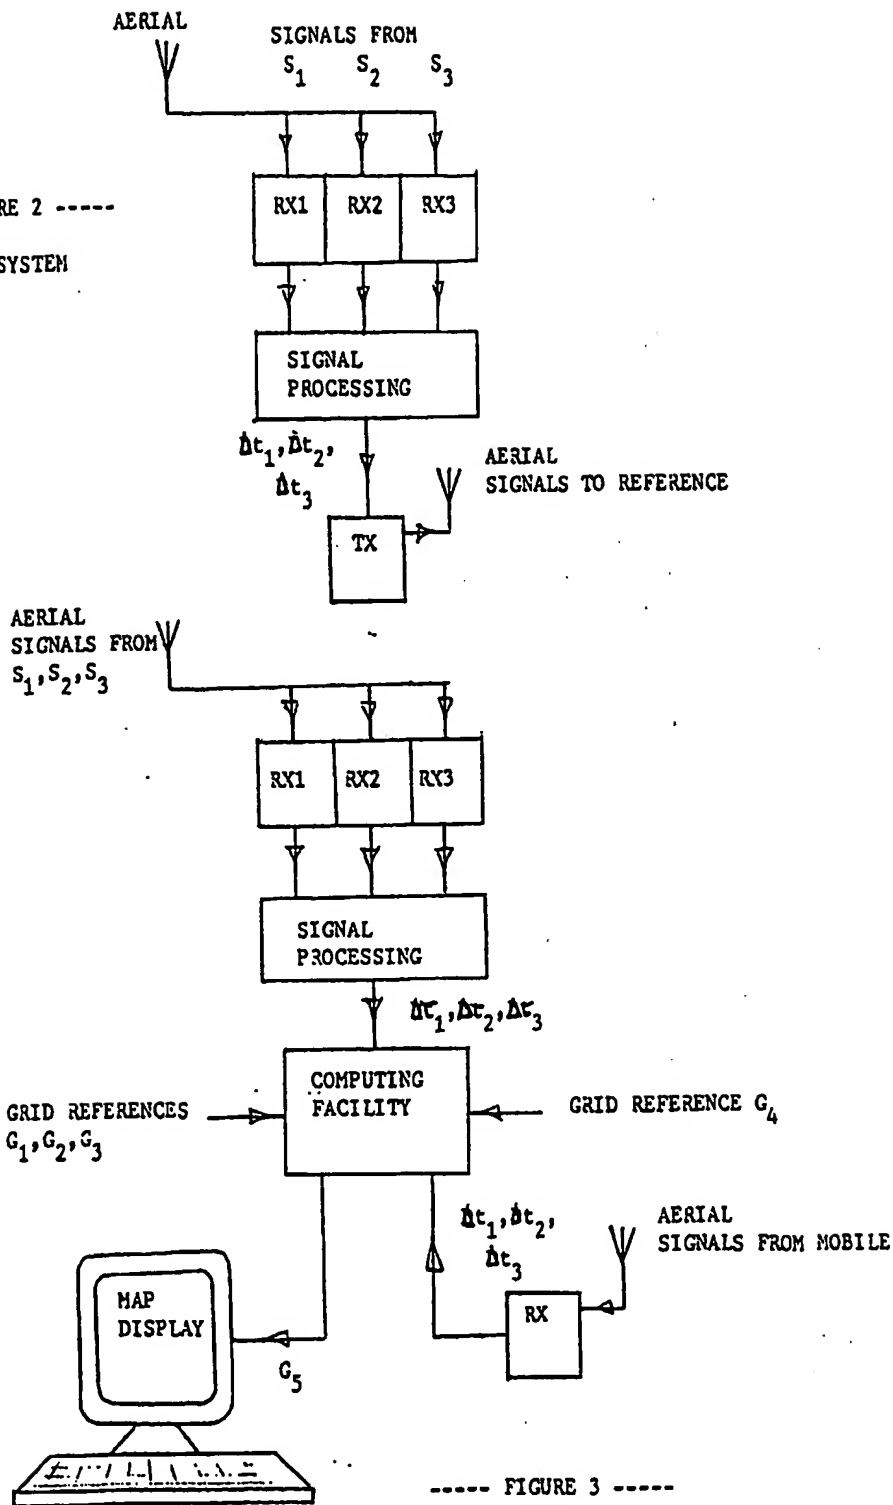 AERIAL
SIGNALS FROM
S1 S2 S3
RE 2 -----
SYSTEM
RX1 RX2 RX3
SIGNAL
PROCESSING
Δt1,Δt2,
Δt3
AERIAL
SIGNALS TO REFERENCE
TX
AERIAL
SIGNALS FROM
S1,S2,S3
RX1 RX2 RX3
SIGNAL
PROCESSING
Δt1,Δt2,Δt3
COMPUTING
FACILITY
GRID REFERENCES
G1,G2,G3
GRID REFERENCE G4
Δt1,Δt2,
Δt3
AERIAL
SIGNALS FROM MOBILE
RX
MAP
DISPLAY
G5
----- FIGURE 3 -----